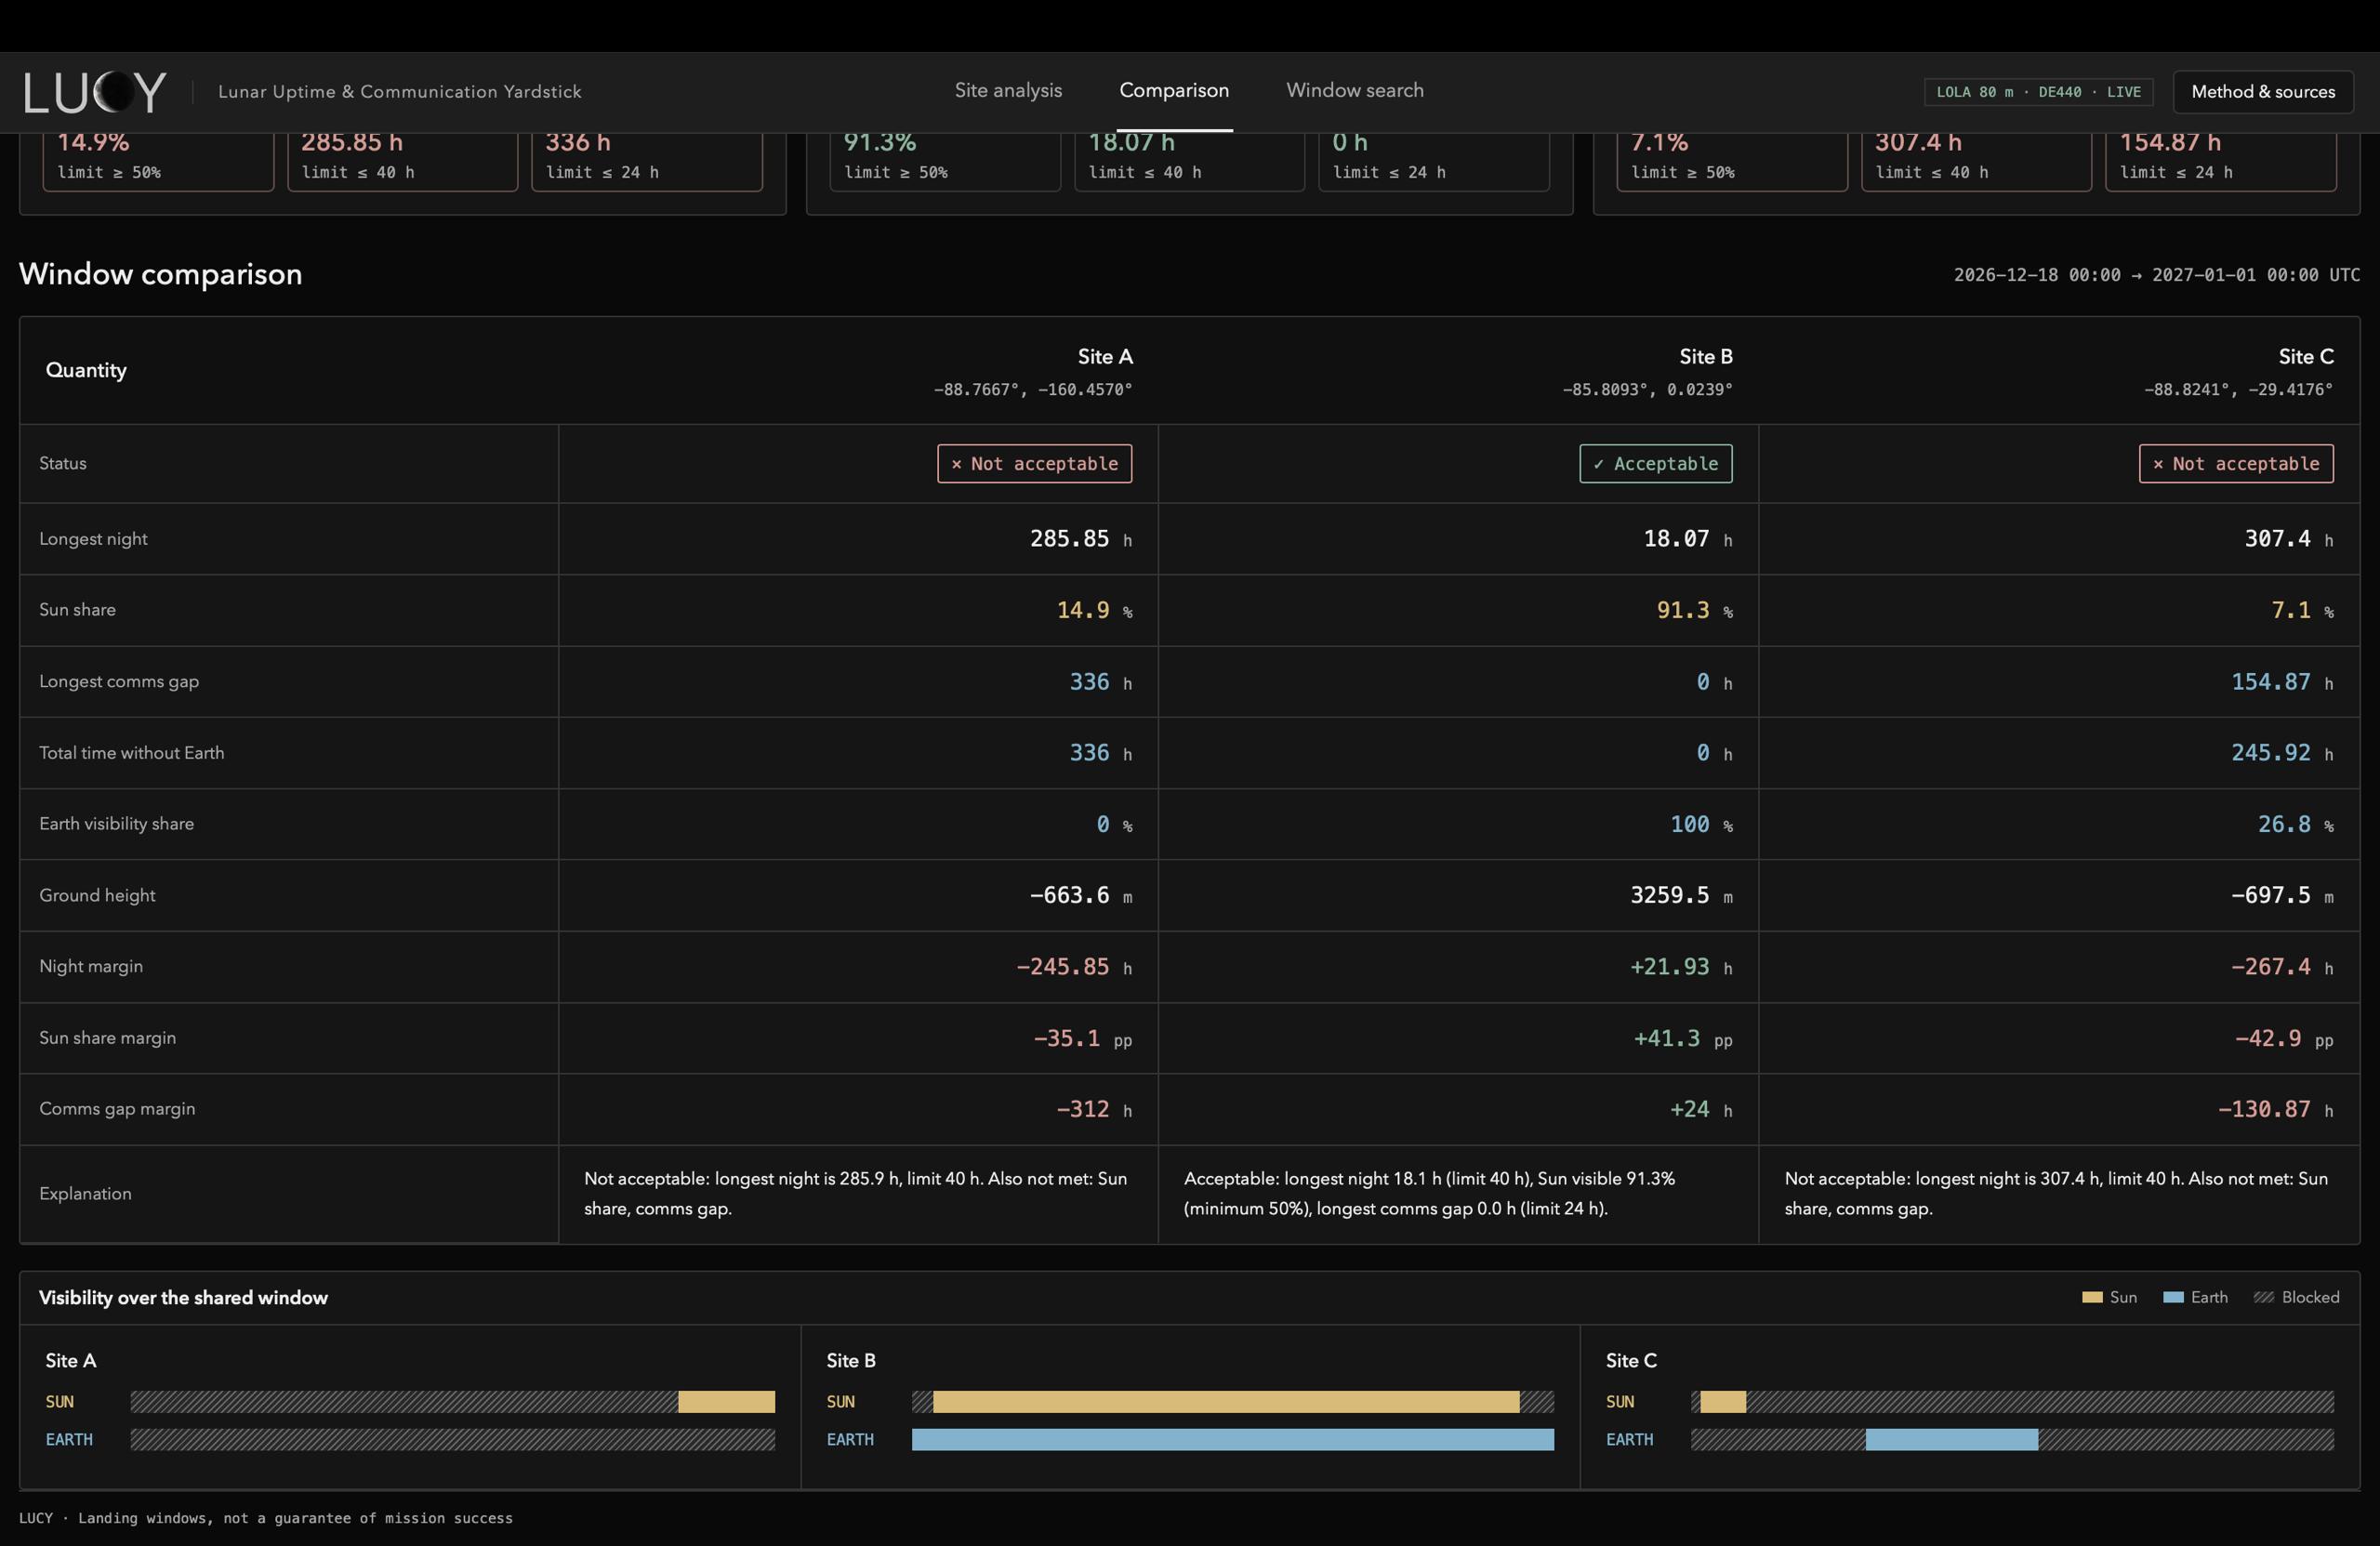 LUCY
Lunar Uptime & Communication Yardstick
Site analysis
Comparison
Window search
LOLA 80 m · DE440 · LIVE
Method & sources
14.9%
limit ≥ 50%
285.85 h
limit ≤ 40 h
336 h
limit ≤ 24 h
91.3%
limit ≥ 50%
18.07 h
limit ≤ 40 h
0 h
limit ≤ 24 h
7.1%
limit ≥ 50%
307.4 h
limit ≤ 40 h
154.87 h
limit ≤ 24 h
Window comparison
2026–12–18 00:00 → 2027–01–01 00:00 UTC
Quantity
Site A
−88.7667°, −160.4570°
Site B
−85.8093°, 0.0239°
Site C
−88.8241°, −29.4176°
Status × Not acceptable ✓ Acceptable × Not acceptable
Longest night 285.85 h 18.07 h 307.4 h
Sun share 14.9 % 91.3 % 7.1 %
Longest comms gap 336 h 0 h 154.87 h
Total time without Earth 336 h 0 h 245.92 h
Earth visibility share 0 % 100 % 26.8 %
Ground height −663.6 m 3259.5 m −697.5 m
Night margin −245.85 h +21.93 h −267.4 h
Sun share margin −35.1 pp +41.3 pp −42.9 pp
Comms gap margin −312 h +24 h −130.87 h
Explanation
Not acceptable: longest night is 285.9 h, limit 40 h. Also not met: Sun
share, comms gap.
Acceptable: longest night 18.1 h (limit 40 h), Sun visible 91.3%
(minimum 50%), longest comms gap 0.0 h (limit 24 h).
Not acceptable: longest night is 307.4 h, limit 40 h. Also not met: Sun
share, comms gap.
Visibility over the shared window
Sun Earth Blocked
Site A
SUN
EARTH
Site B
SUN
EARTH
Site C
SUN
EARTH
LUCY · Landing windows, not a guarantee of mission success